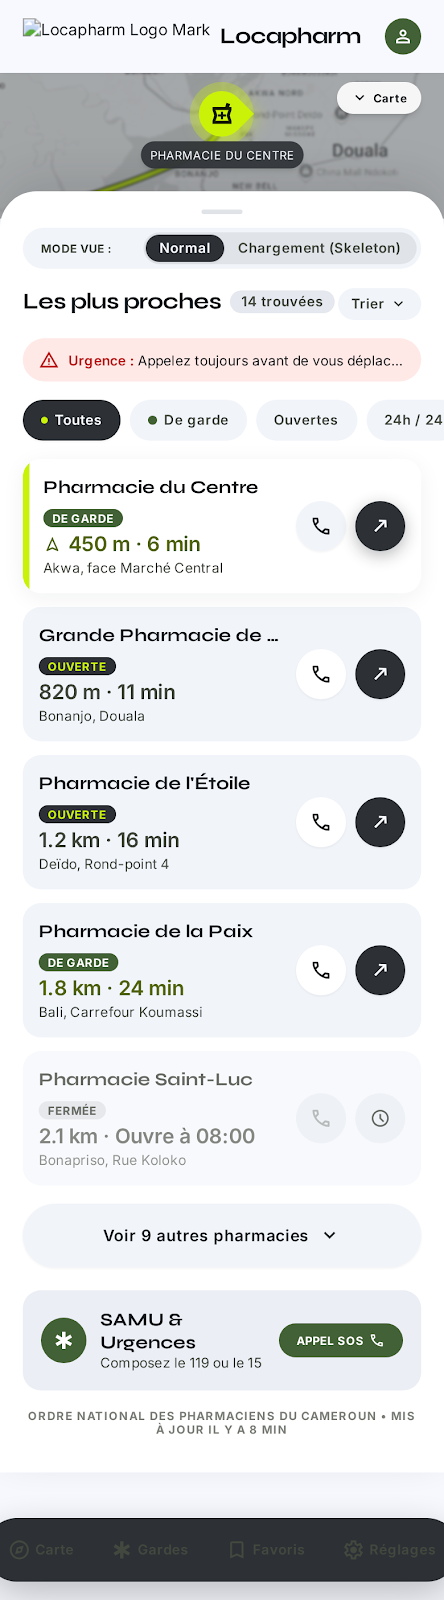 Locapharm Logo Mark
Locapharm
Carte
AKWA NORD
Douala
PHARMACIE DU CENTRE
BONANJO
NEW BELL
MODE VUE :
Normal
Chargement (Skeleton)
Les plus proches
14 trouvées
Trier
Urgence : Appelez toujours avant de vous déplac...
Toutes
De garde
Ouvertes
24h / 24
Pharmacie du Centre
DE GARDE
450 m · 6 min
Akwa, face Marché Central
Grande Pharmacie de ...
OUVERTE
820 m · 11 min
Bonanjo, Douala
Pharmacie de l'Étoile
OUVERTE
1.2 km · 16 min
Deïdo, Rond-point 4
Pharmacie de la Paix
DE GARDE
1.8 km · 24 min
Bali, Carrefour Koumassi
Pharmacie Saint-Luc
FERMÉE
2.1 km · Ouvre à 08:00
Bonapriso, Rue Koloko
Voir 9 autres pharmacies
SAMU &
Urgences
Composez le 119 ou le 15
APPEL SOS
ORDRE NATIONAL DES PHARMACIENS DU CAMEROUN • MIS
À JOUR IL Y A 8 MIN
Carte
Gardes
Favoris
Réglages